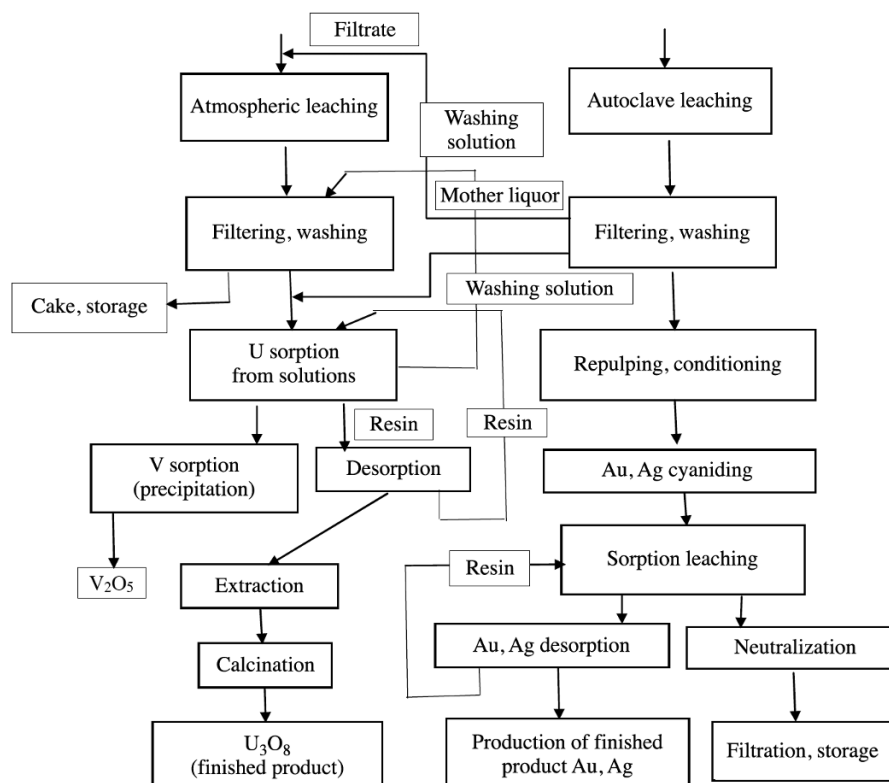 Filtrate
Atmospheric leaching
Autoclave leaching
Washing
solution
Mother liquor
Filtering, washing
Filtering, washing
Cake, storage
Washing solution
U sorption
from solutions
Repulping, conditioning
Resin
Resin
V sorption
(precipitation)
Desorption
Au, Ag cyaniding
V₂O₅
Extraction
Resin
Sorption leaching
Calcination
Au, Ag desorption
Neutralization
U₃O₈
(finished product)
Production of finished
product Au, Ag
Filtration, storage